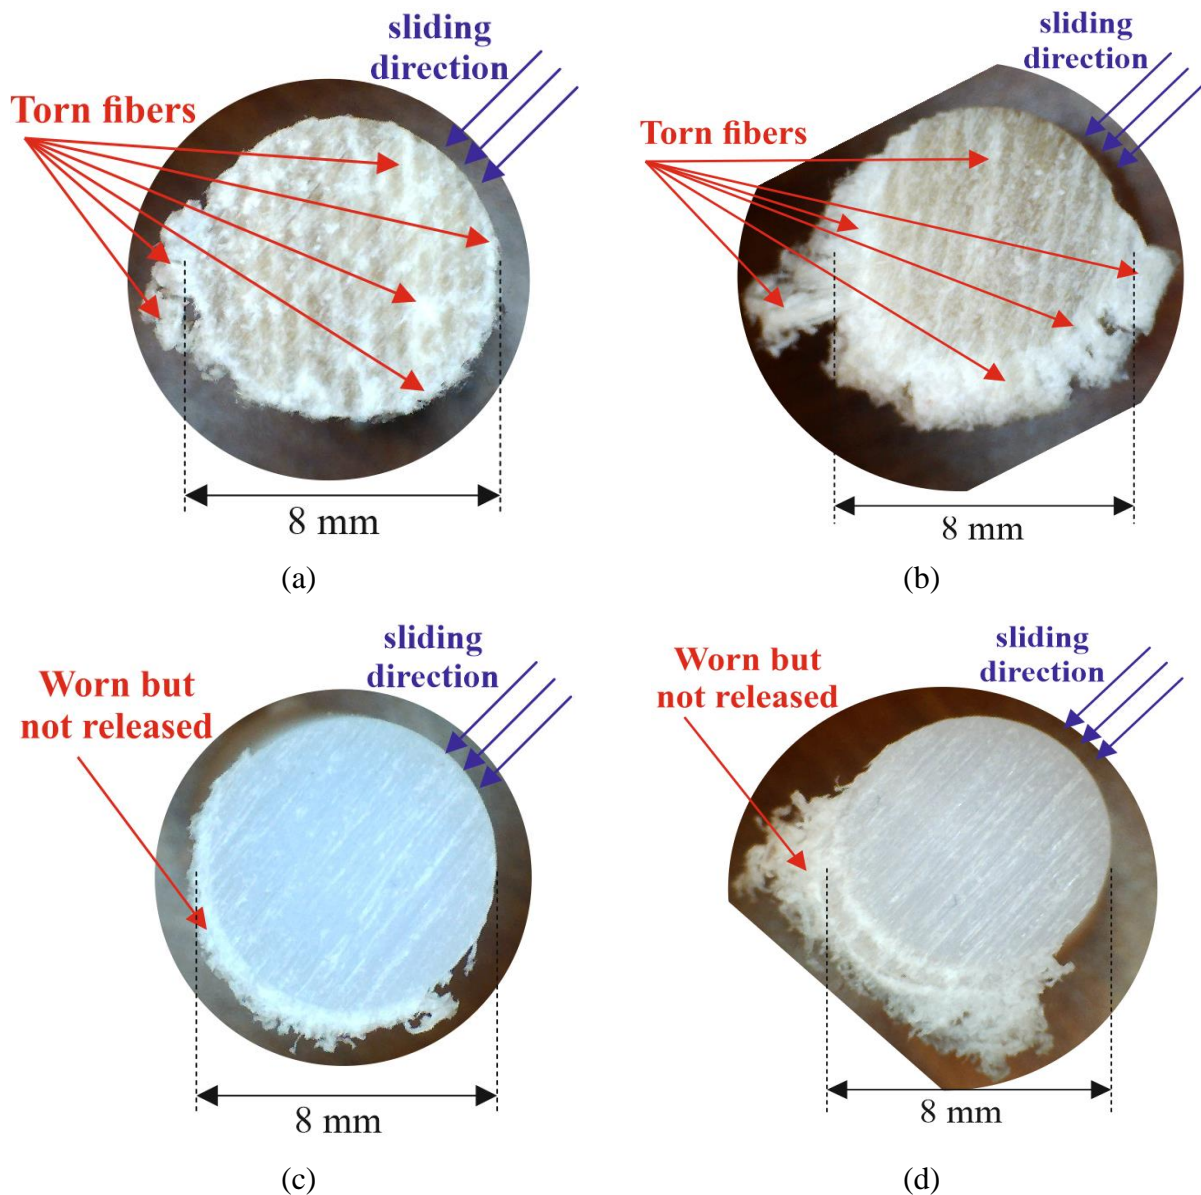 sliding
direction
Torn fibers
8 mm
(a)
sliding
direction
Torn fibers
8 mm
(b)
sliding
direction
Worn but
not released
8 mm
(c)
sliding
direction
Worn but
not released
8 mm
(d)